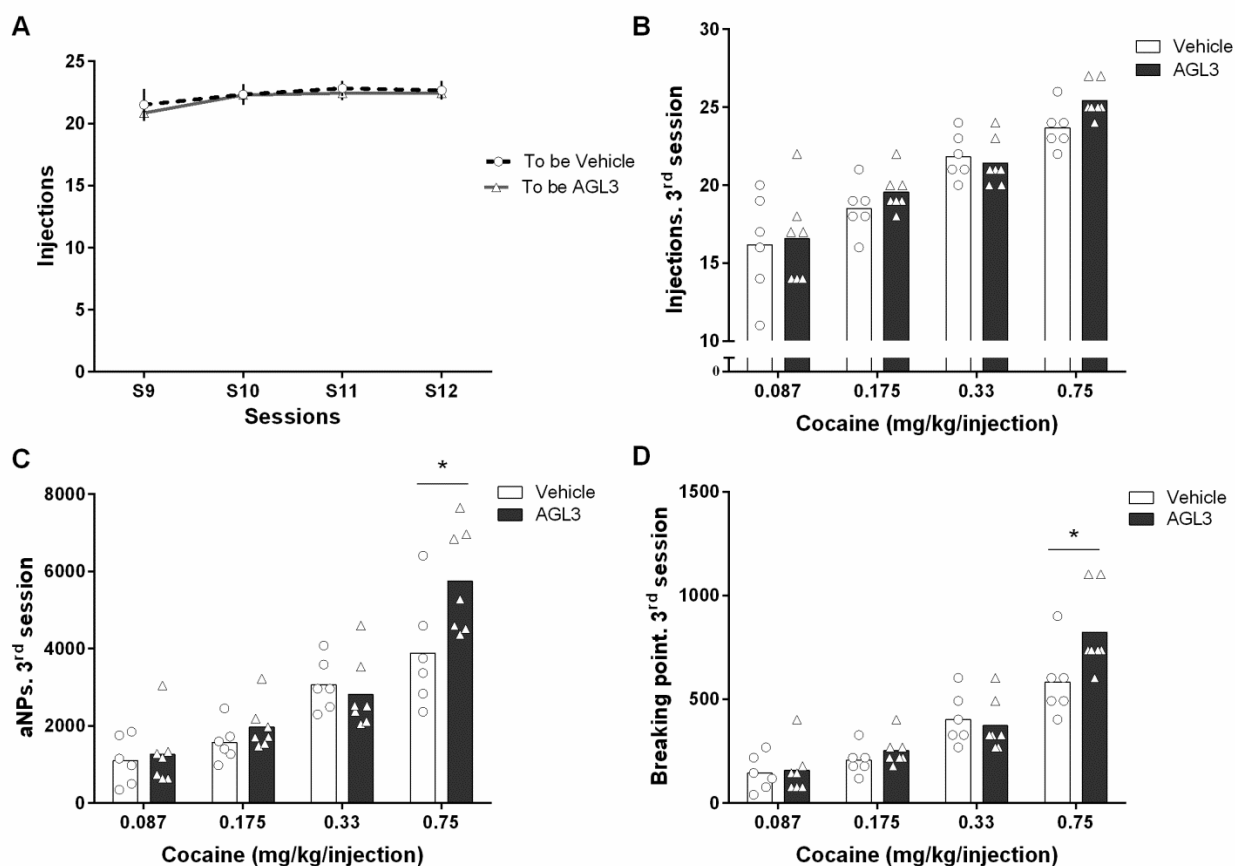 A
25
20
15
10
5
0
Injections
S9 S10 S11 S12
Sessions
To be Vehicle
To be AGL3
B
30
25
20
15
10
0
Injections. 3rd session
0.087 0.175 0.33 0.75
Cocaine (mg/kg/injection)
Vehicle
AGL3
C
8000
6000
4000
2000
0
aNPs. 3rd session
*
0.087 0.175 0.33 0.75
Cocaine (mg/kg/injection)
Vehicle
AGL3
D
1500
1000
500
0
Breaking point. 3rd session
*
0.087 0.175 0.33 0.75
Cocaine (mg/kg/injection)
Vehicle
AGL3